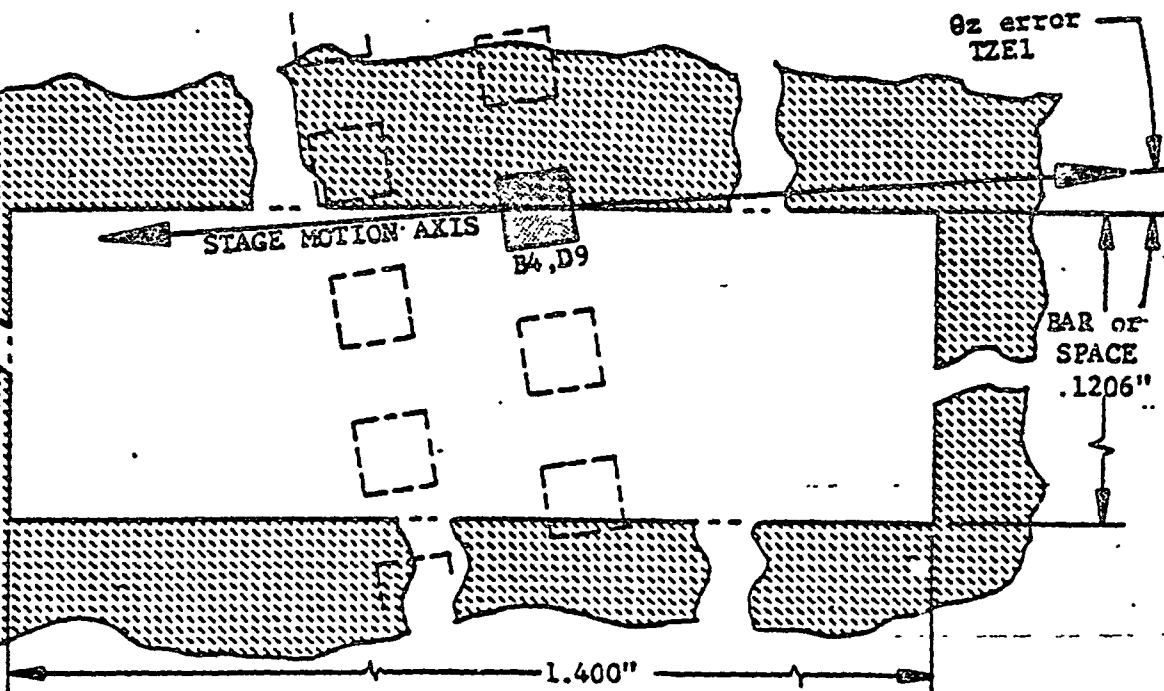 θz error
TZE1
STAGE MOTION AXIS
B4,D9
BAR or
SPACE
.1206"
1.400"